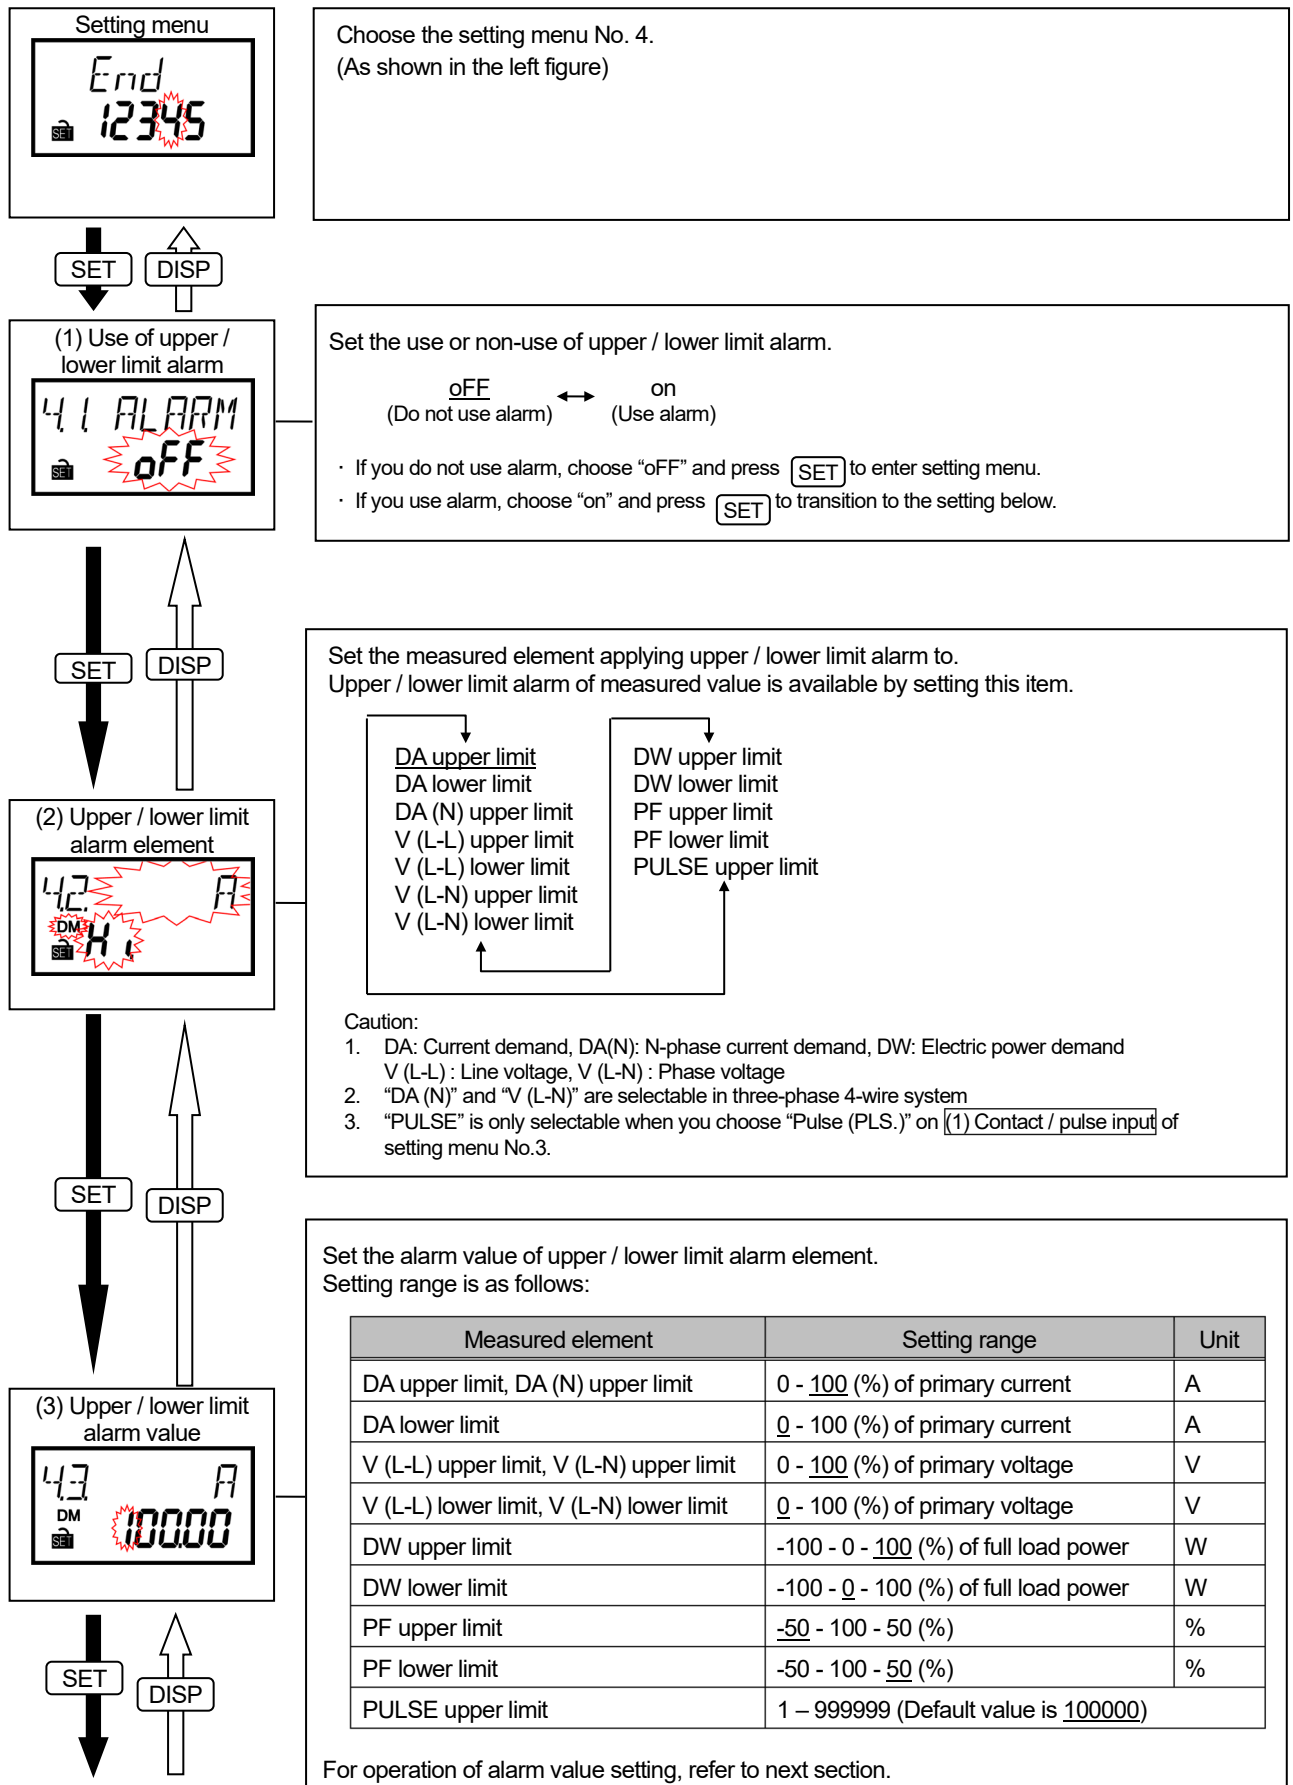 Setting menu
End
12345
SET
Choose the setting menu No. 4.
(As shown in the left figure)
SET
DISP
(1) Use of upper /
lower limit alarm
4.1. ALARM
oFF
SET
Set the use or non-use of upper / lower limit alarm.
oFF
on
(Do not use alarm)
(Use alarm)
· If you do not use alarm, choose “oFF” and press SET to enter setting menu.
· If you use alarm, choose “on” and press SET to transition to the setting below.
SET
DISP
Set the measured element applying upper / lower limit alarm to.
Upper / lower limit alarm of measured value is available by setting this item.
DA upper limit
DA lower limit
DA (N) upper limit
V (L-L) upper limit
V (L-L) lower limit
V (L-N) upper limit
V (L-N) lower limit
DW upper limit
DW lower limit
PF upper limit
PF lower limit
PULSE upper limit
(2) Upper / lower limit
alarm element
4.2. A
DM
Hi,
SET
Caution:
1. DA: Current demand, DA(N): N-phase current demand, DW: Electric power demand
V (L-L) : Line voltage, V (L-N) : Phase voltage
2. “DA (N)” and “V (L-N)” are selectable in three-phase 4-wire system
3. “PULSE” is only selectable when you choose “Pulse (PLS.)” on (1) Contact / pulse input of
setting menu No.3.
SET
DISP
Set the alarm value of upper / lower limit alarm element.
Setting range is as follows:
Measured element Setting range Unit
DA upper limit, DA (N) upper limit 0 - 100 (%) of primary current A
DA lower limit 0 - 100 (%) of primary current A
V (L-L) upper limit, V (L-N) upper limit 0 - 100 (%) of primary voltage V
V (L-L) lower limit, V (L-N) lower limit 0 - 100 (%) of primary voltage V
DW upper limit -100 - 0 - 100 (%) of full load power W
DW lower limit -100 - 0 - 100 (%) of full load power W
PF upper limit -50 - 100 - 50 (%) %
PF lower limit -50 - 100 - 50 (%) %
PULSE upper limit 1 – 999999 (Default value is 100000)
(3) Upper / lower limit
alarm value
4.3. A
DM
100.00
SET
SET
DISP
For operation of alarm value setting, refer to next section.